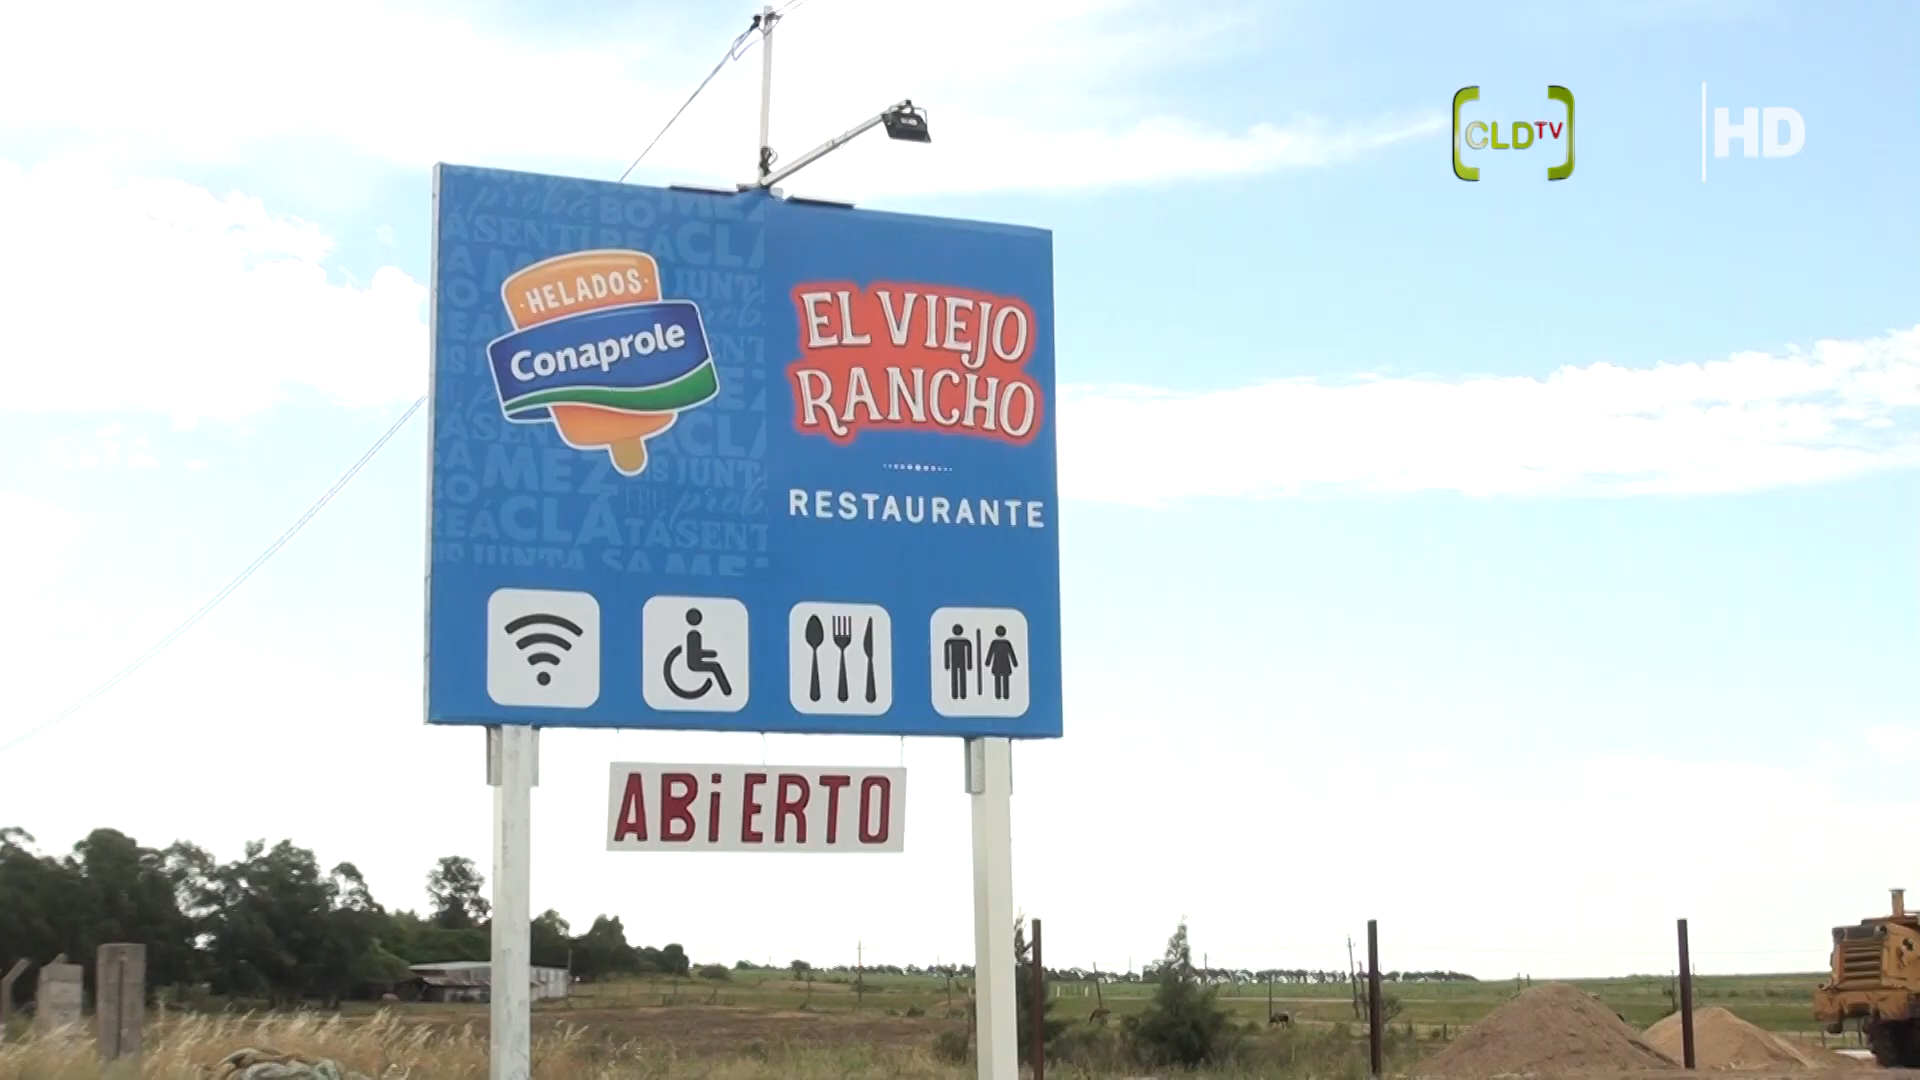 CLDTV
HD
HELADOS
Conaprole
EL VIEJO
RANCHO
RESTAURANTE
ABiERTO